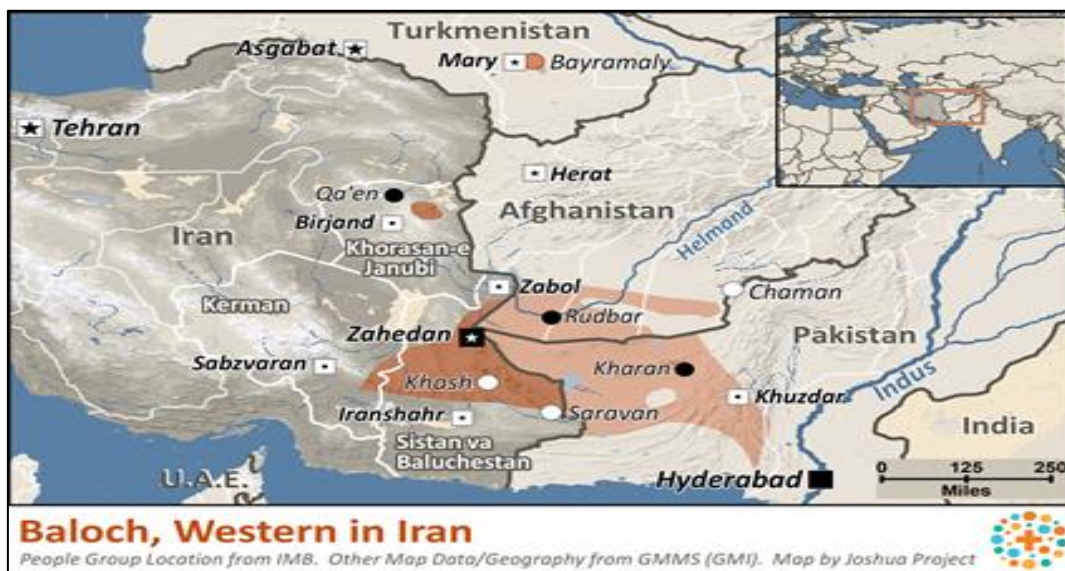 Turkmenistan
Asgabat
Mary
Bayramaly
Tehran
Herat
Qa'en
Afghanistan
Birjand
Iran
Khorasan-e
Janubi
Helmand
Zabol
Chaman
Kerman
Rudbar
Zahedan
Pakistan
Sabzvaran
Khash
Kharan
Khuzdar
Indus
Iranshahr
Saravan
India
Sistan va
Baluchestan
U.A.E.
Hyderabad
0 125 250
Miles
Baloch, Western in Iran
People Group Location from IMB. Other Map Data/Geography from GMMS (GMI). Map by Joshua Project